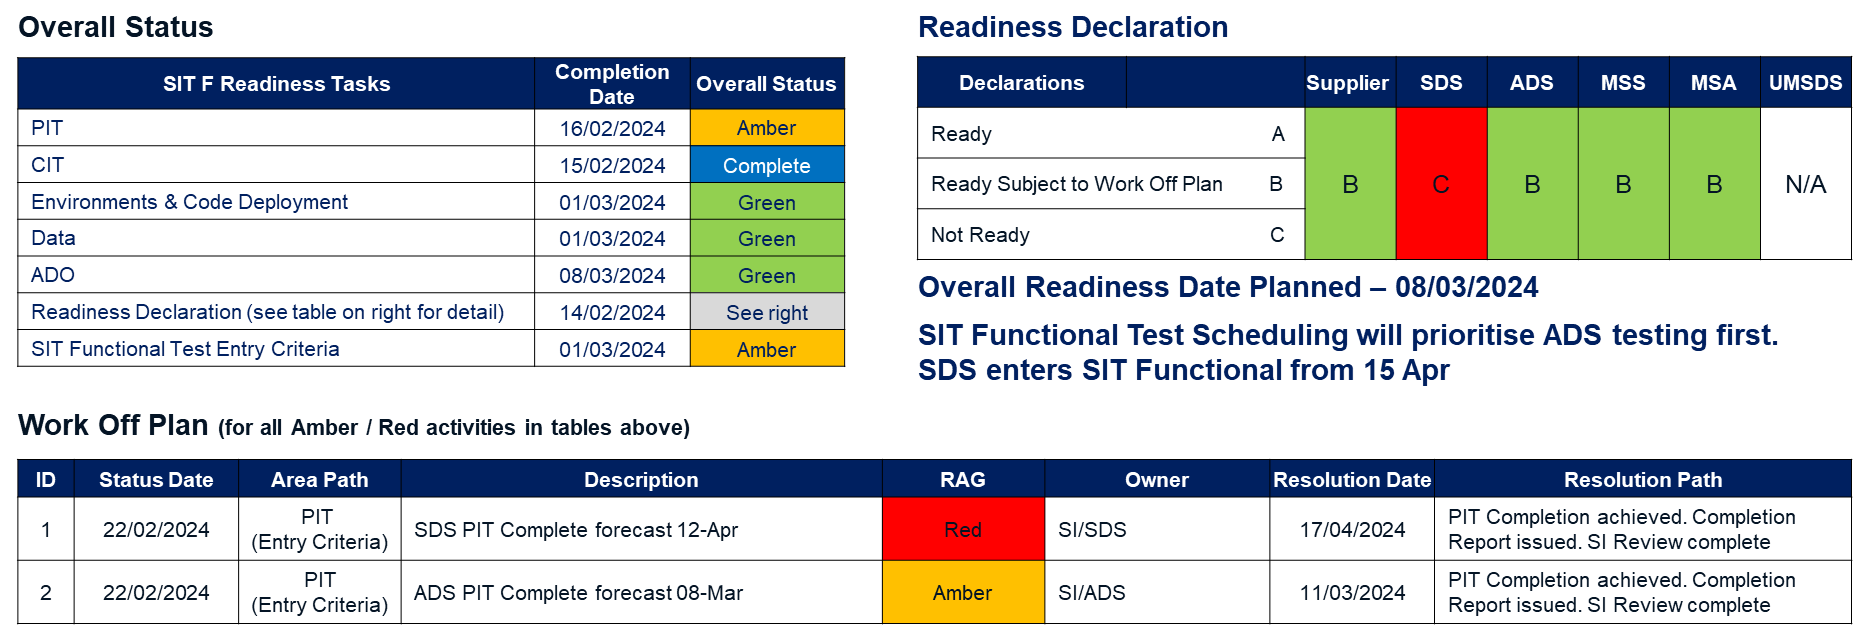 Overall Status
SIT F Readiness Tasks Completion Date Overall Status
PIT 16/02/2024 Amber
CIT 15/02/2024 Complete
Environments & Code Deployment 01/03/2024 Green
Data 01/03/2024 Green
ADO 08/03/2024 Green
Readiness Declaration (see table on right for detail) 14/02/2024 See right
SIT Functional Test Entry Criteria 01/03/2024 Amber
Readiness Declaration
Declarations Supplier SDS ADS MSS MSA UMSDS
Ready A
Ready Subject to Work Off Plan B B C B B B N/A
Not Ready C
Overall Readiness Date Planned – 08/03/2024
SIT Functional Test Scheduling will prioritise ADS testing first.
SDS enters SIT Functional from 15 Apr
Work Off Plan (for all Amber / Red activities in tables above)
ID Status Date Area Path Description RAG Owner Resolution Date Resolution Path
1 22/02/2024 PIT (Entry Criteria) SDS PIT Complete forecast 12-Apr Red SI/SDS 17/04/2024 PIT Completion achieved. Completion
Report issued. SI Review complete
2 22/02/2024 PIT (Entry Criteria) ADS PIT Complete forecast 08-Mar Amber SI/ADS 11/03/2024 PIT Completion achieved. Completion
Report issued. SI Review complete